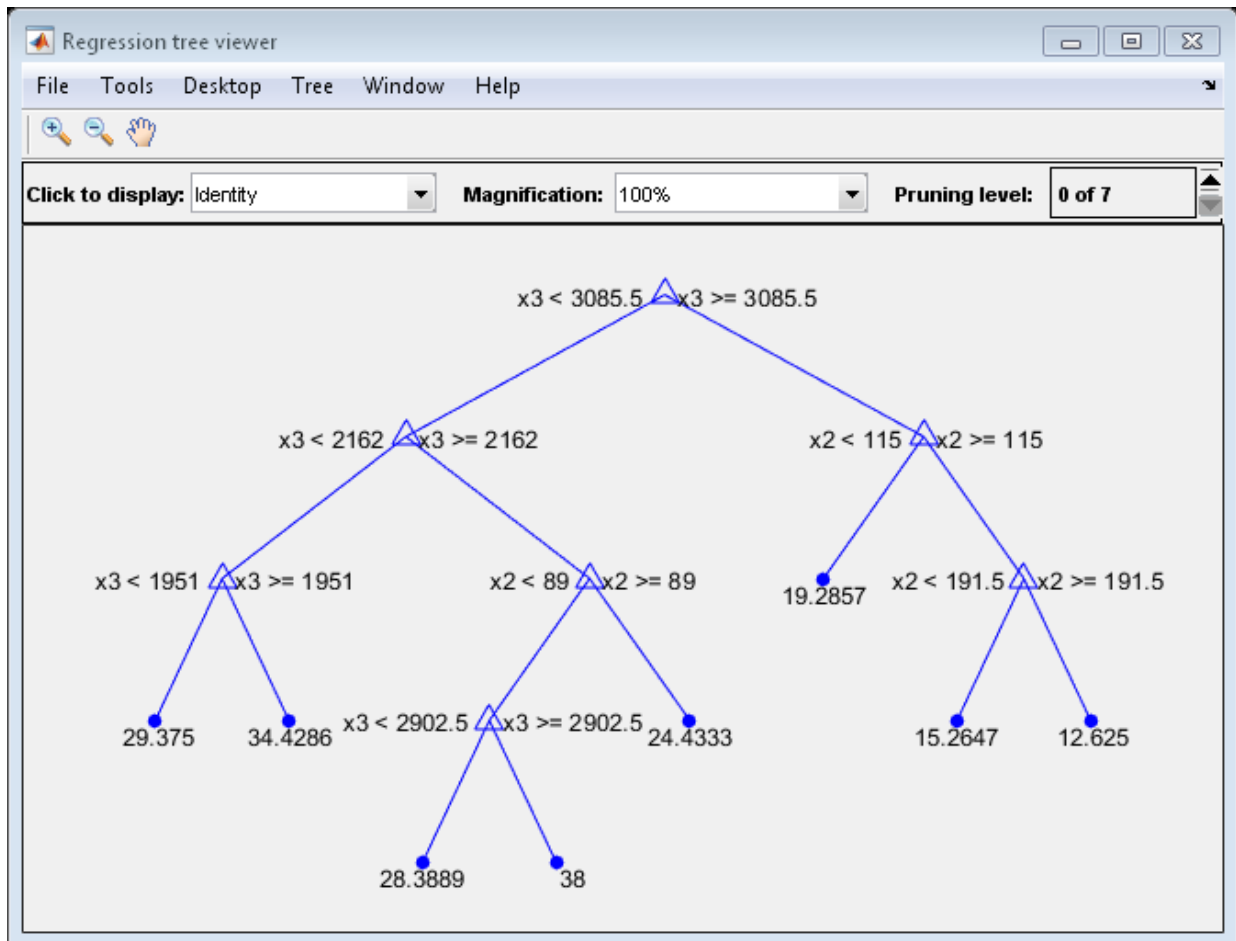 Regression tree viewer
File Tools Desktop Tree Window Help
Click to display: Identity Magnification: 100% Pruning level: 0 of 7
x3 < 3085.5 x3 >= 3085.5
x3 < 2162 x3 >= 2162 x2 < 115 x2 >= 115
x3 < 1951 x3 >= 1951 x2 < 89 x2 >= 89 19.2857 x2 < 191.5 x2 >= 191.5
29.375 34.4286 x3 < 2902.5 x3 >= 2902.5 24.4333 15.2647 12.625
28.3889 38